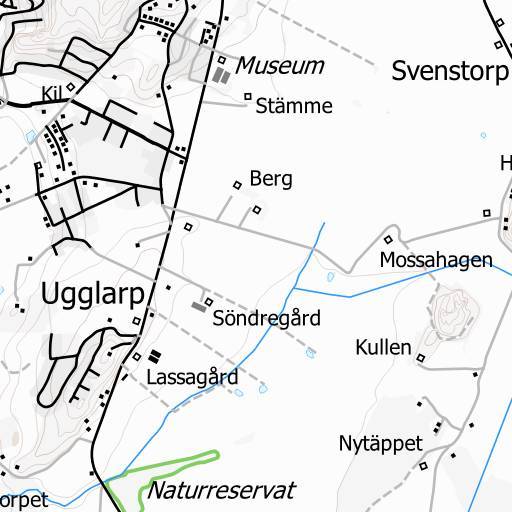 Museum
Svenstorp
Kil
Stämme
H
Berg
Mossahagen
Ugglarp
Söndregård
Kullen
Lassagård
Nytäppet
Naturreservat
orpet